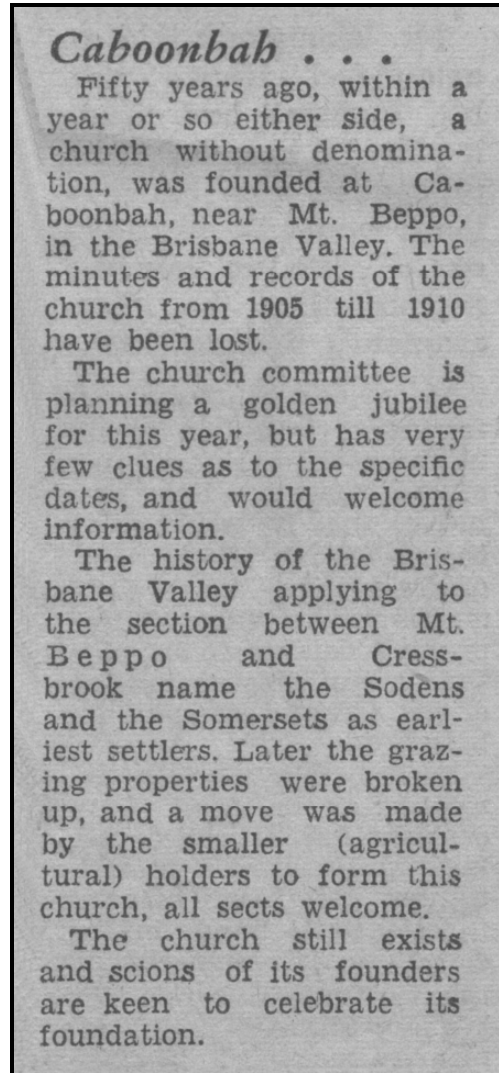 Caboonbah . . .
Fifty years ago, within a
year or so either side, a
church without denomina-
tion, was founded at Ca-
boonbah, near Mt. Beppo,
in the Brisbane Valley. The
minutes and records of the
church from 1905 till 1910
have been lost.
The church committee is
planning a golden jubilee
for this year, but has very
few clues as to the specific
dates, and would welcome
information.
The history of the Bris-
bane Valley applying to
the section between Mt.
Beppo and Cress-
brook name the Sodens
and the Somersets as earl-
iest settlers. Later the graz-
ing properties were broken
up, and a move was made
by the smaller (agricul-
tural) holders to form this
church, all sects welcome.
The church still exists
and scions of its founders
are keen to celebrate its
foundation.